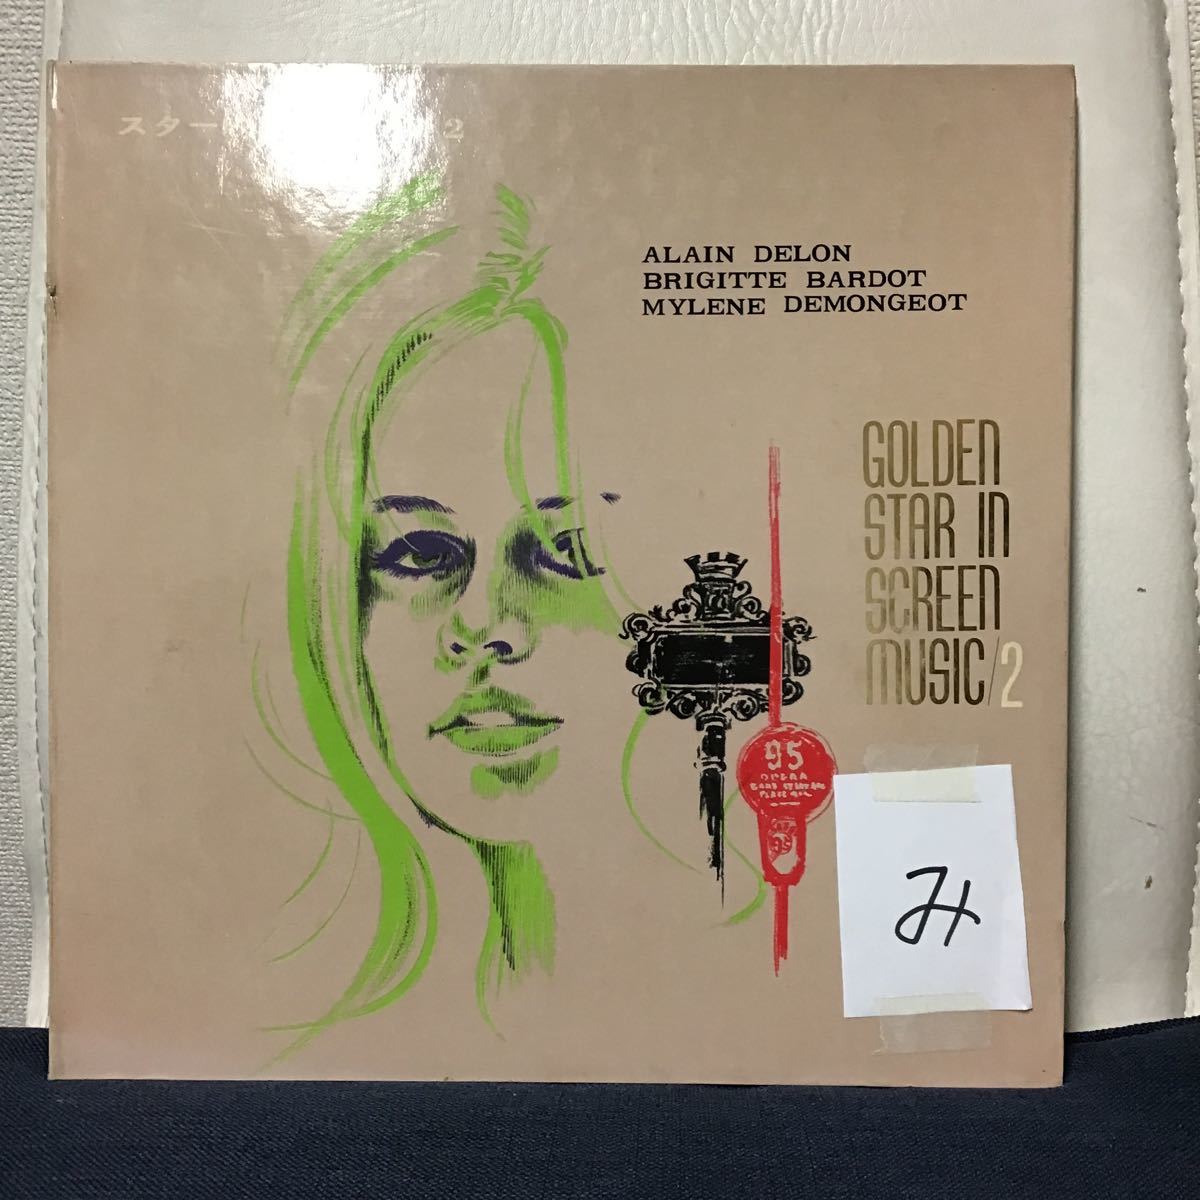 スター 2
ALAIN DELON
BRIGITTE BARDOT
MYLENE DEMONGEOT
GOLDEN
STAR IN
SCREEN
MUSIC/2
95
OPERA
み